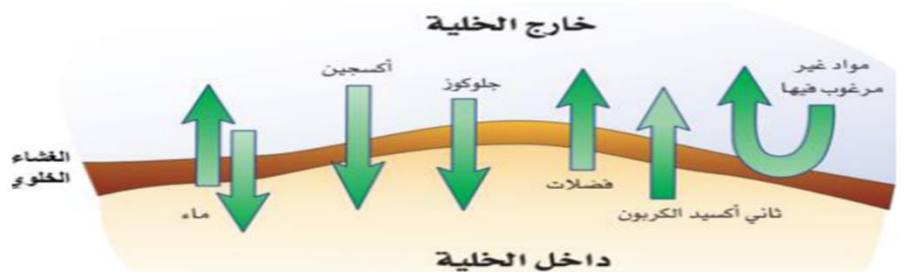 خارج الخلية
أكسجين
جلوكوز
مواد غير
مرغوب فيها
الغشاء
الخلوي
ماء
فضلات
ثاني أكسيد الكربون
داخل الخلية